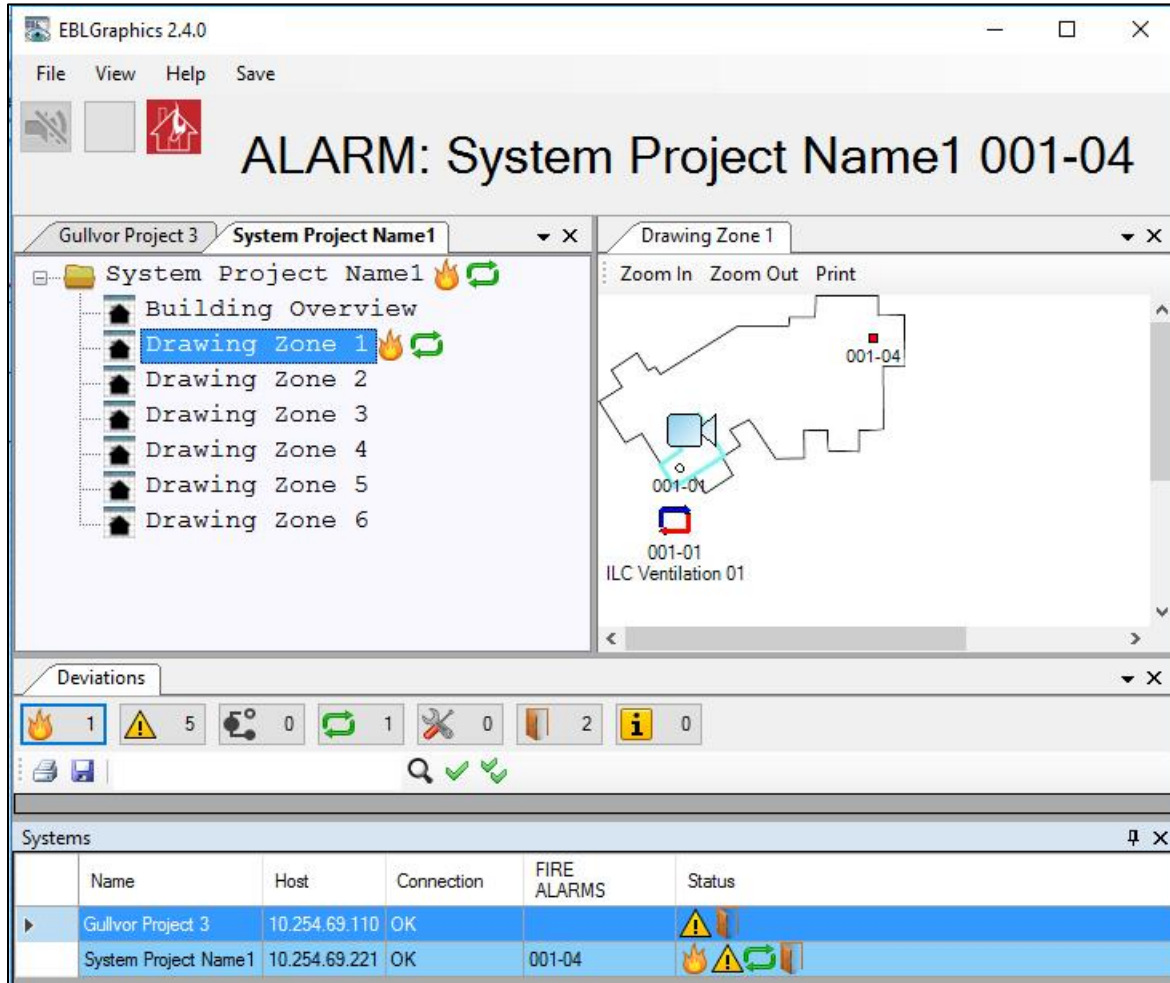 EBLGraphics 2.4.0
File View Help Save
ALARM: System Project Name1 001-04
Gullvor Project 3 System Project Name1
System Project Name1
Building Overview
Drawing Zone 1
Drawing Zone 2
Drawing Zone 3
Drawing Zone 4
Drawing Zone 5
Drawing Zone 6
Drawing Zone 1
Zoom In Zoom Out Print
001-04
001-01
001-01
ILC Ventilation 01
Deviations
1 5 0 1 0 2 0
Systems
Name Host Connection FIRE ALARMS Status
Gullvor Project 3 10.254.69.110 OK
System Project Name1 10.254.69.221 OK 001-04